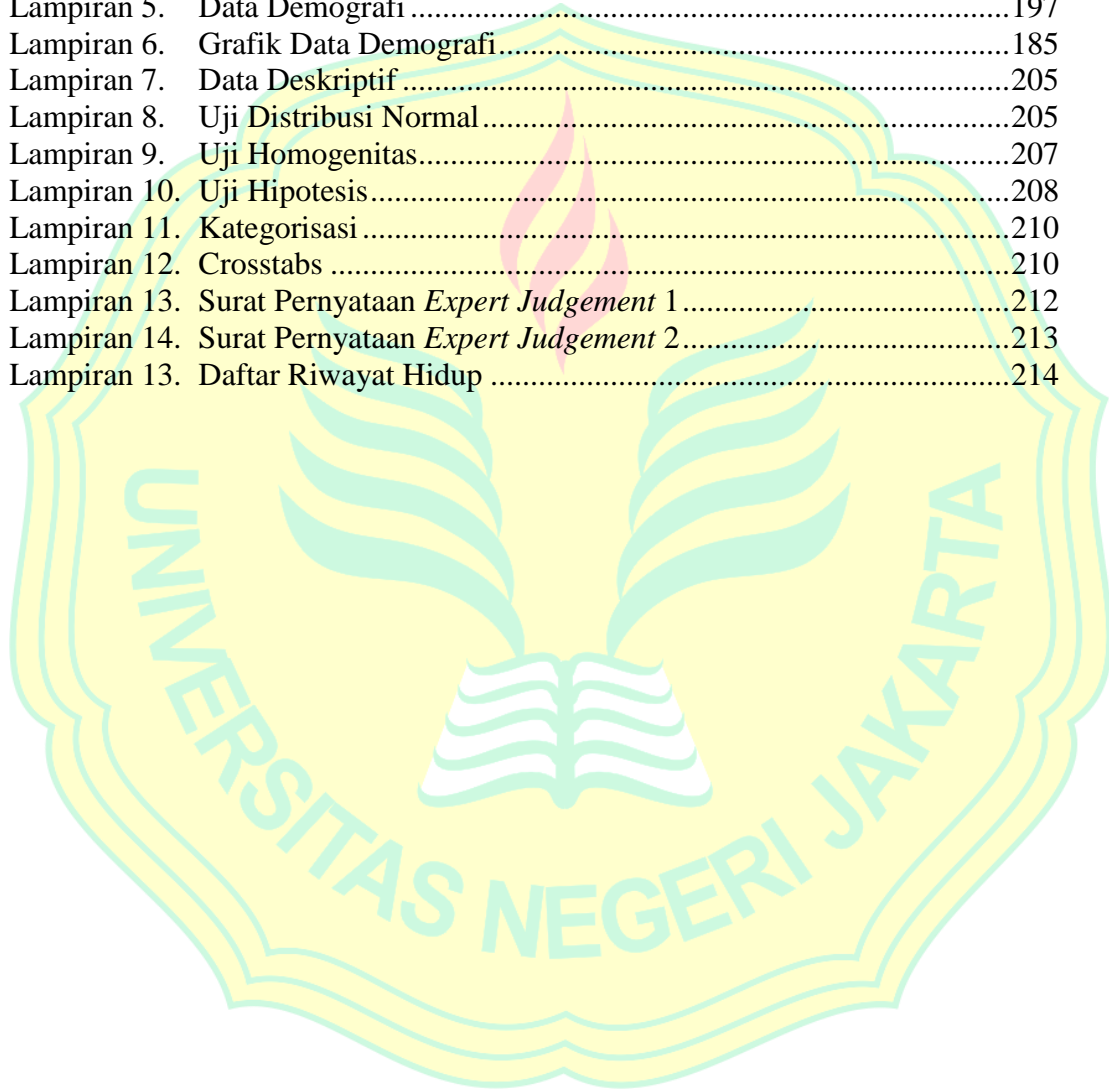 Lampiran 5. Data Demografi ........................................................................197
Lampiran 6. Grafik Data Demografi..............................................................185
Lampiran 7. Data Deskriptif .........................................................................205
Lampiran 8. Uji Distribusi Normal................................................................205
Lampiran 9. Uji Homogenitas.......................................................................207
Lampiran 10. Uji Hipotesis.............................................................................208
Lampiran 11. Kategorisasi ..............................................................................210
Lampiran 12. Crosstabs ..................................................................................210
Lampiran 13. Surat Pernyataan Expert Judgement 1.......................................212
Lampiran 14. Surat Pernyataan Expert Judgement 2.......................................213
Lampiran 13. Daftar Riwayat Hidup ...............................................................214
UNIVERSITAS NEGERI JAKARTA